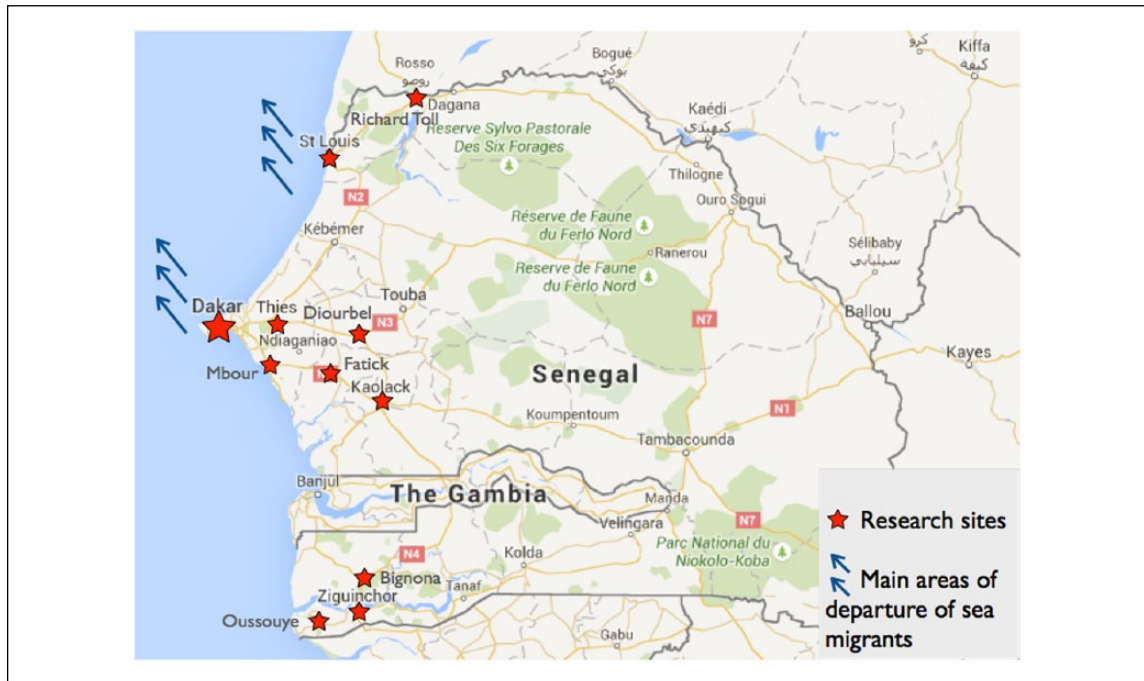 Rosso
روصو
Dagana
Richard Toll
St Louis
Bogué
بوكي
Kaédi
كيهيدي
كرو
Kiffa
كيفه
Reserve Sylvo Pastorale
Des Six Forages
Thilogne
Ouro Sogui
N2
Kébémer
Réserve de Faune
du Ferlo Nord
Ranerou
Reserve de Faune
du Ferlo Nord
Sélibaby
سيليبابي
Dakar
Thies
Diourbel
Touba
N3
Ndiaganiao
N7
Ballou
Mbour
Fatick
Kaolack
Senegal
Kayes
Koumpentoum
N1
Tambacounda
Banjul
The Gambia
Manda
Velingara
N7
Parc National du
Niokolo-Koba
N4
Kolda
Bignona
Tanaf
Ziguinchor
Oussouye
Gabu
Research sites
Main areas of
departure of sea
migrants